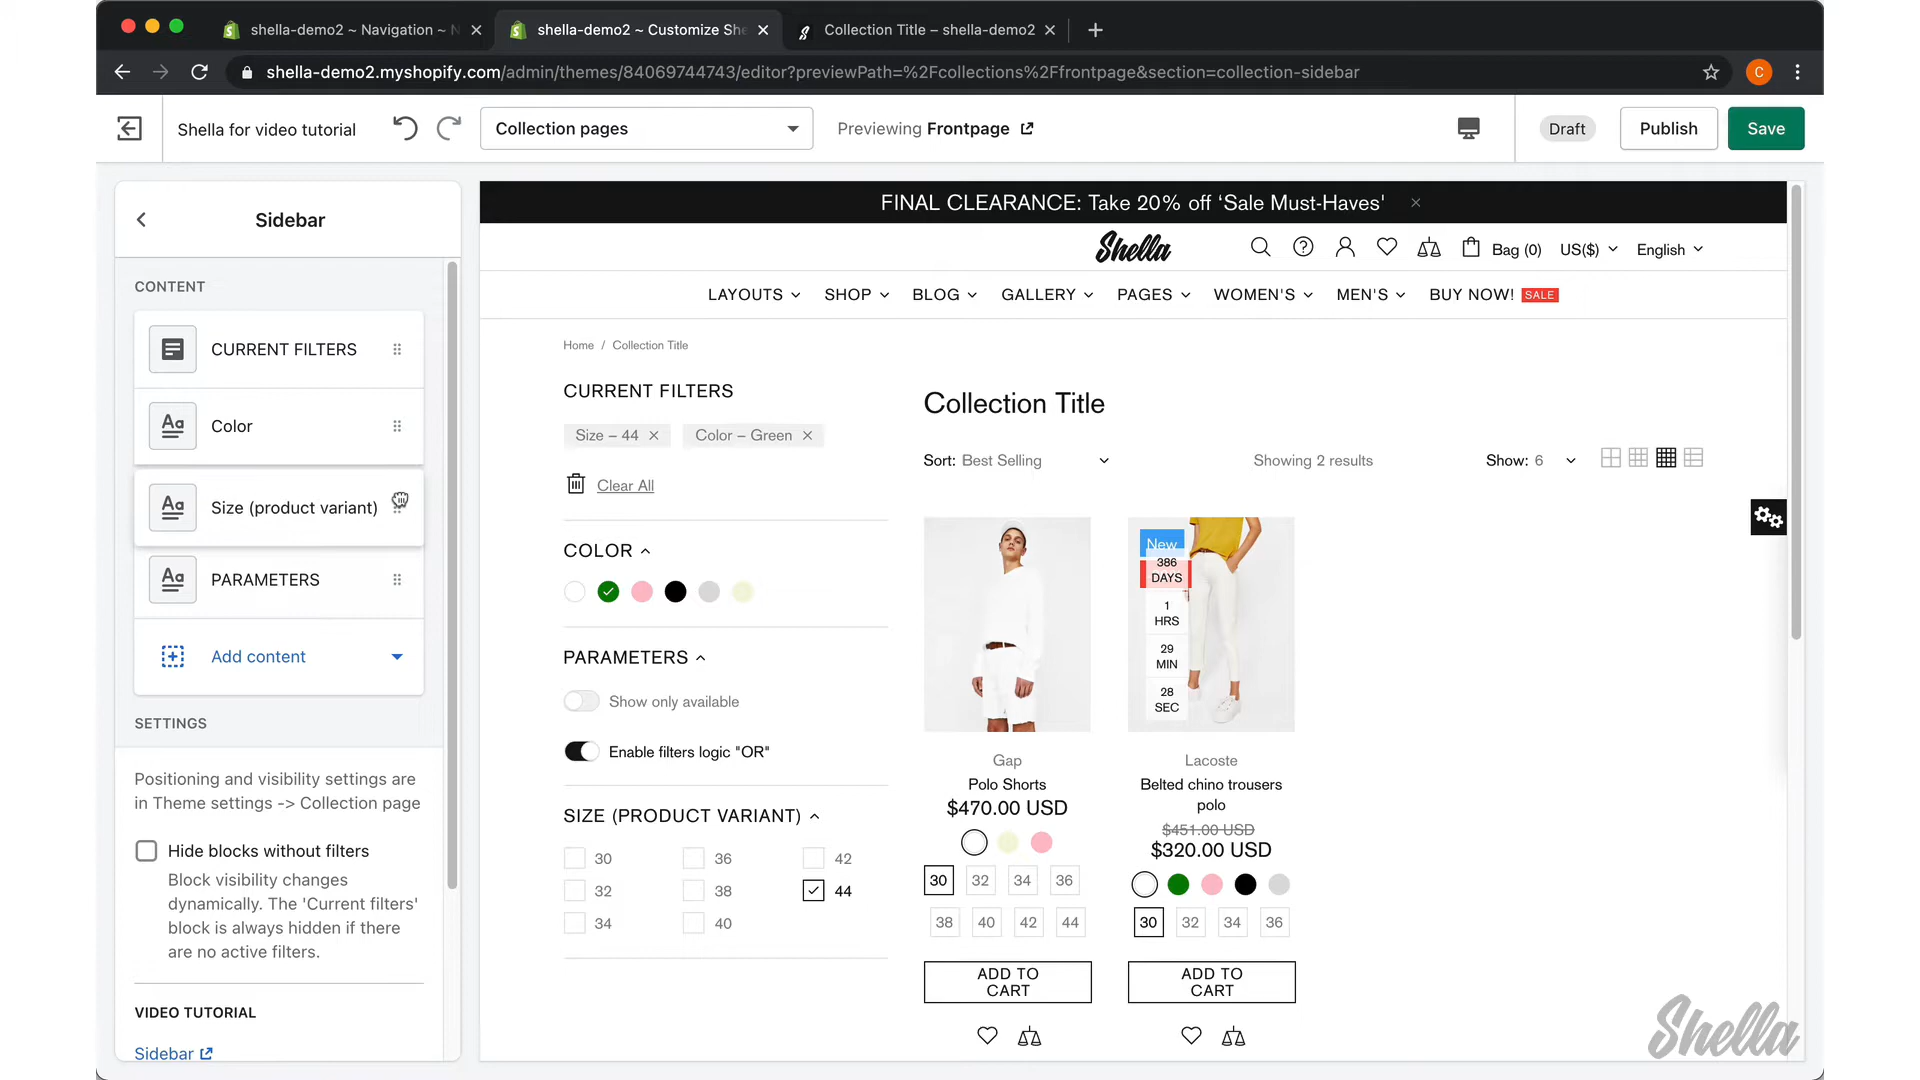 shella-demo2 ~ Navigation ~ N
shella-demo2 ~ Customize She
Collection Title – shella-demo2
shella-demo2.myshopify.com/admin/themes/84069744743/editor?previewPath=%2Fcollections%2Ffrontpage&section=collection-sidebar
C
Shella for video tutorial
Collection pages
Previewing Frontpage
Draft
Publish
Save
Sidebar
CONTENT
CURRENT FILTERS
Color
Size (product variant)
PARAMETERS
Add content
SETTINGS
Positioning and visibility settings are
in Theme settings -> Collection page
Hide blocks without filters
Block visibility changes
dynamically. The 'Current filters'
block is always hidden if there
are no active filters.
VIDEO TUTORIAL
Sidebar
FINAL CLEARANCE: Take 20% off ‘Sale Must-Haves’
Shella
Bag (0)
US($)
English
LAYOUTS
SHOP
BLOG
GALLERY
PAGES
WOMEN'S
MEN'S
BUY NOW!
SALE
Home / Collection Title
CURRENT FILTERS
Size – 44
Color – Green
Clear All
COLOR
PARAMETERS
Show only available
Enable filters logic "OR"
SIZE (PRODUCT VARIANT)
30 36 42
32 38 44
34 40
Collection Title
Sort: Best Selling
Showing 2 results
Show: 6
Gap
Polo Shorts
$470.00 USD
30 32 34 36
38 40 42 44
ADD TO
CART
New
386
DAYS
1
HRS
29
MIN
28
SEC
Lacoste
Belted chino trousers
polo
$451.00 USD
$320.00 USD
30 32 34 36
ADD TO
CART
Shella